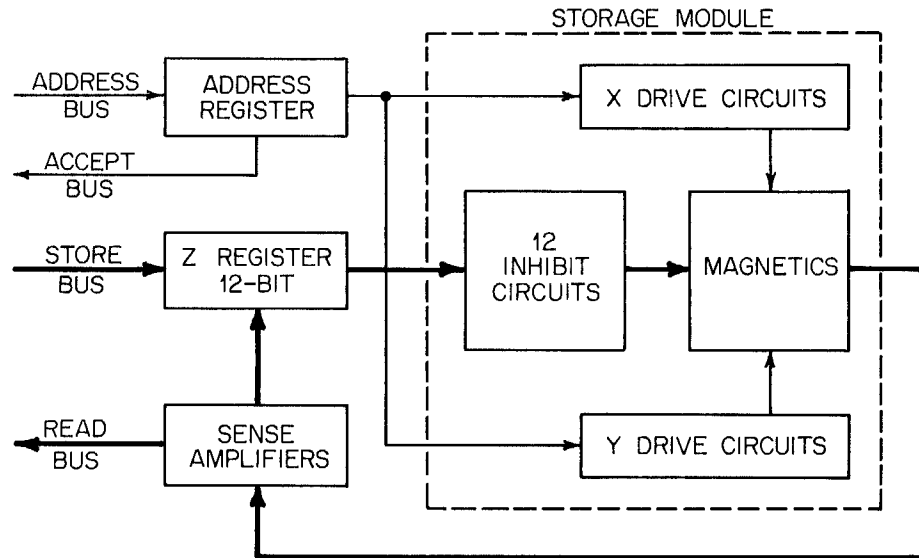 STORAGE MODULE
ADDRESS
BUS
ADDRESS
REGISTER
X DRIVE CIRCUITS
ACCEPT
BUS
STORE
BUS
Z REGISTER
12-BIT
12
INHIBIT
CIRCUITS
MAGNETICS
READ
BUS
SENSE
AMPLIFIERS
Y DRIVE CIRCUITS